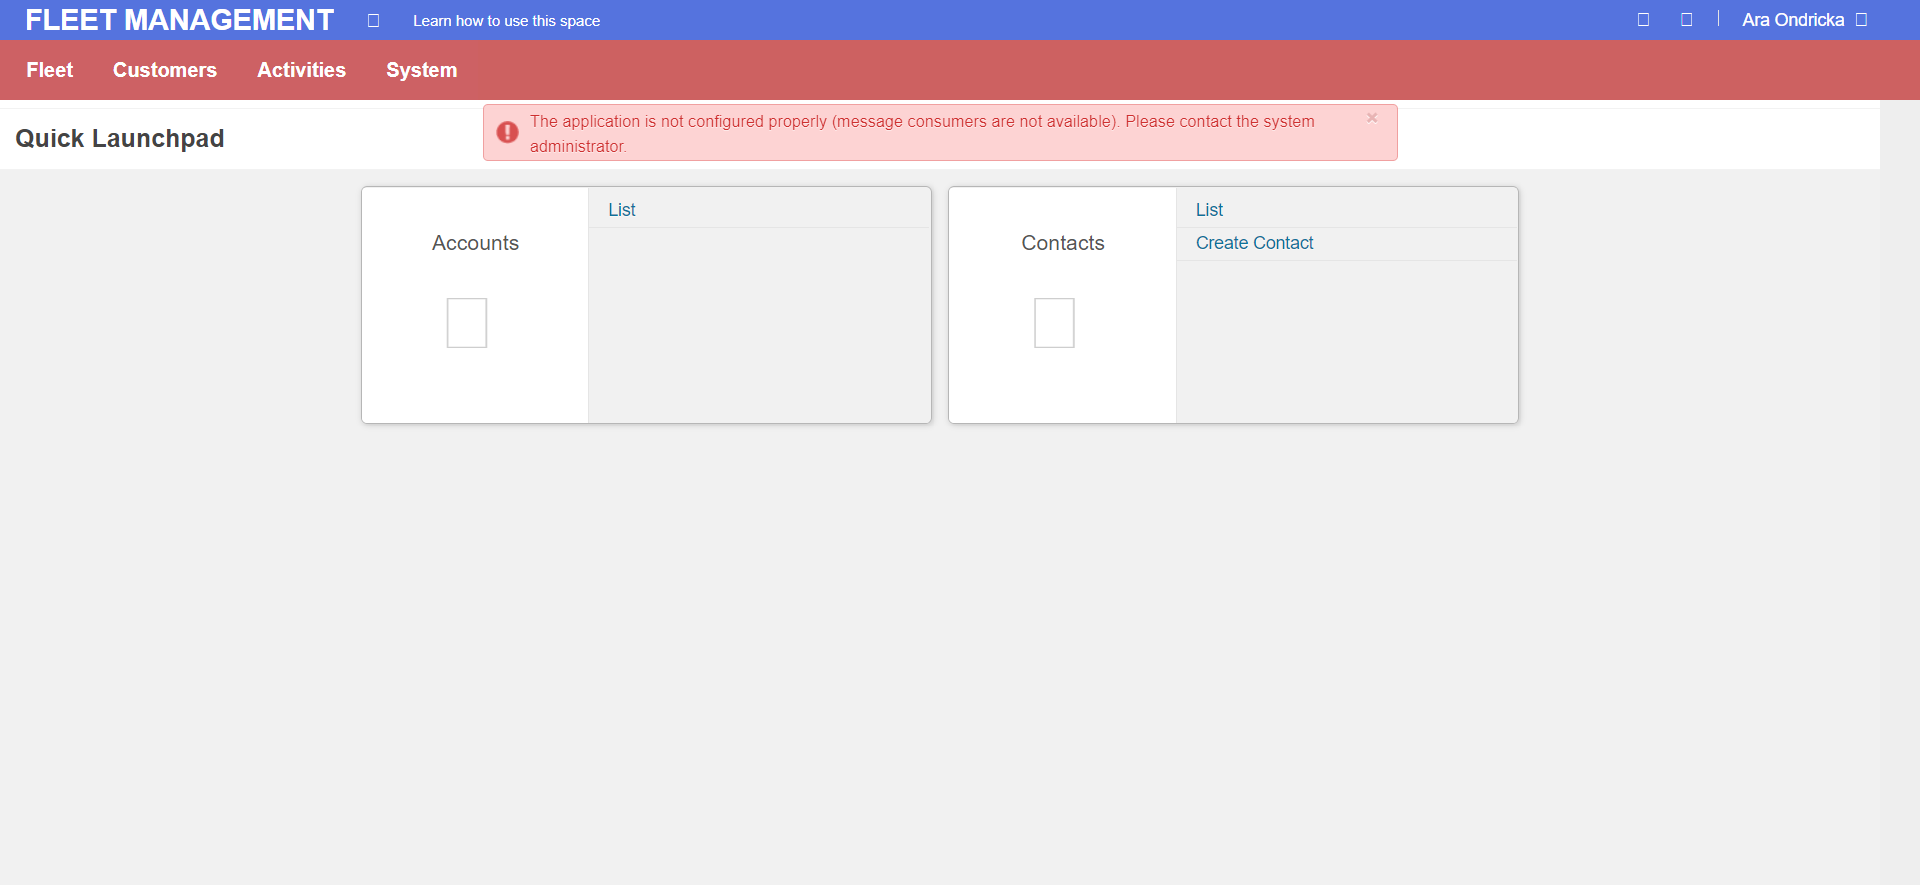 FLEET MANAGEMENT
Learn how to use this space
Ara Ondricka
Fleet Customers Activities System
Quick Launchpad
The application is not configured properly (message consumers are not available). Please contact the system
administrator.
×
Accounts
List
Contacts
List
Create Contact